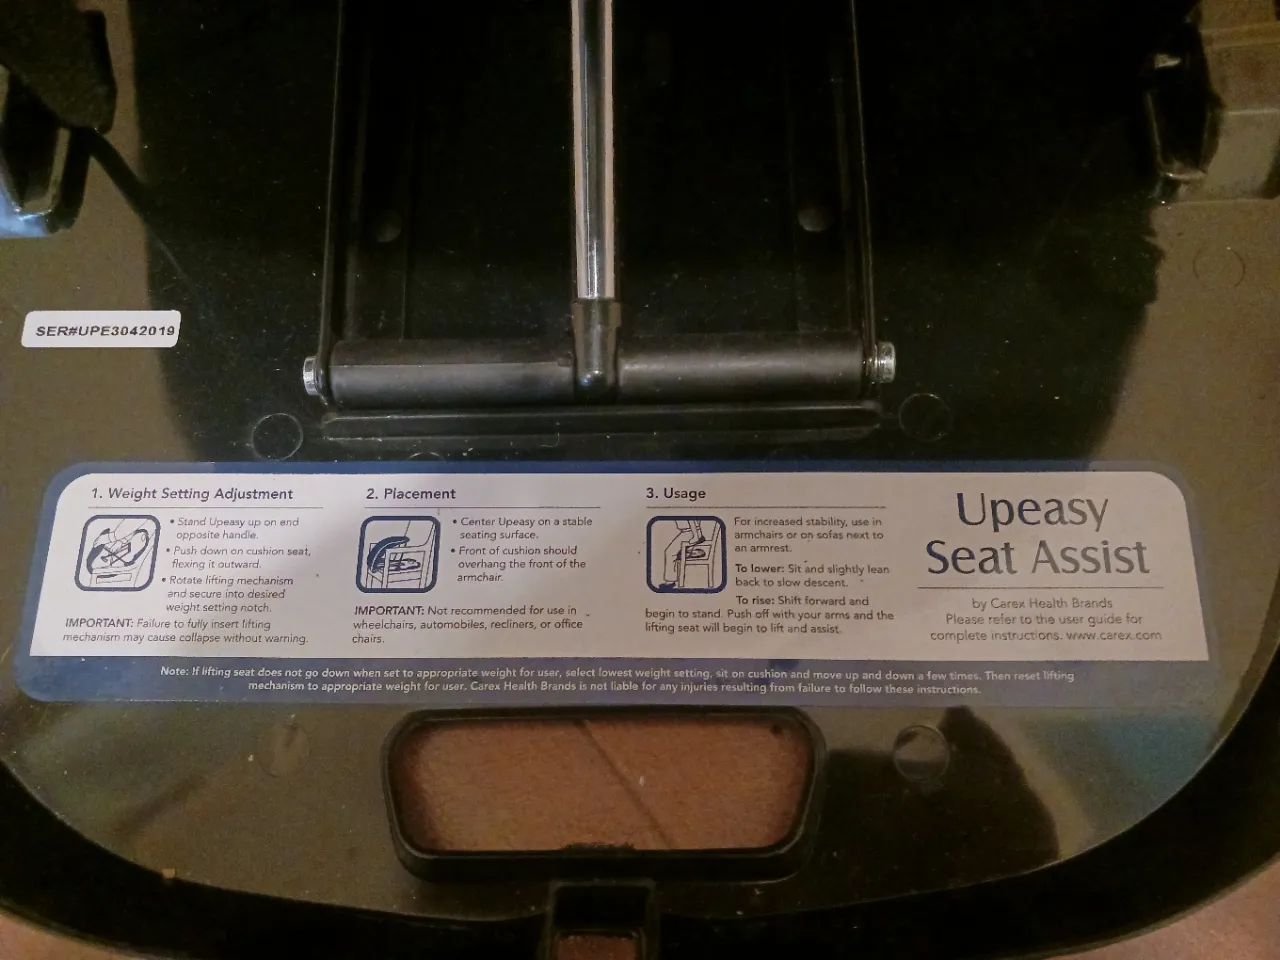 SER#UPE3042019
1. Weight Setting Adjustment
• Stand Upeasy up on end
opposite handle.
• Push down on cushion seat,
flexing it outward.
• Rotate lifting mechanism
and secure into desired
weight setting notch.
IMPORTANT: Failure to fully insert lifting
mechanism may cause collapse without warning.
2. Placement
• Center Upeasy on a stable
seating surface.
• Front of cushion should
overhang the front of the
armchair.
IMPORTANT: Not recommended for use in
wheelchairs, automobiles, recliners, or office
chairs.
3. Usage
For increased stability, use in
armchairs or on sofas next to
an armrest.
To lower: Sit and slightly lean
back to slow descent.
To rise: Shift forward and
begin to stand. Push off with your arms and the
lifting seat will begin to lift and assist.
Upeasy
Seat Assist
by Carex Health Brands
Please refer to the user guide for
complete instructions. www.carex.com
Note: If lifting seat does not go down when set to appropriate weight for user, select lowest weight setting, sit on cushion and move up and down a few times. Then reset lifting
mechanism to appropriate weight for user. Carex Health Brands is not liable for any injuries resulting from failure to follow these instructions.